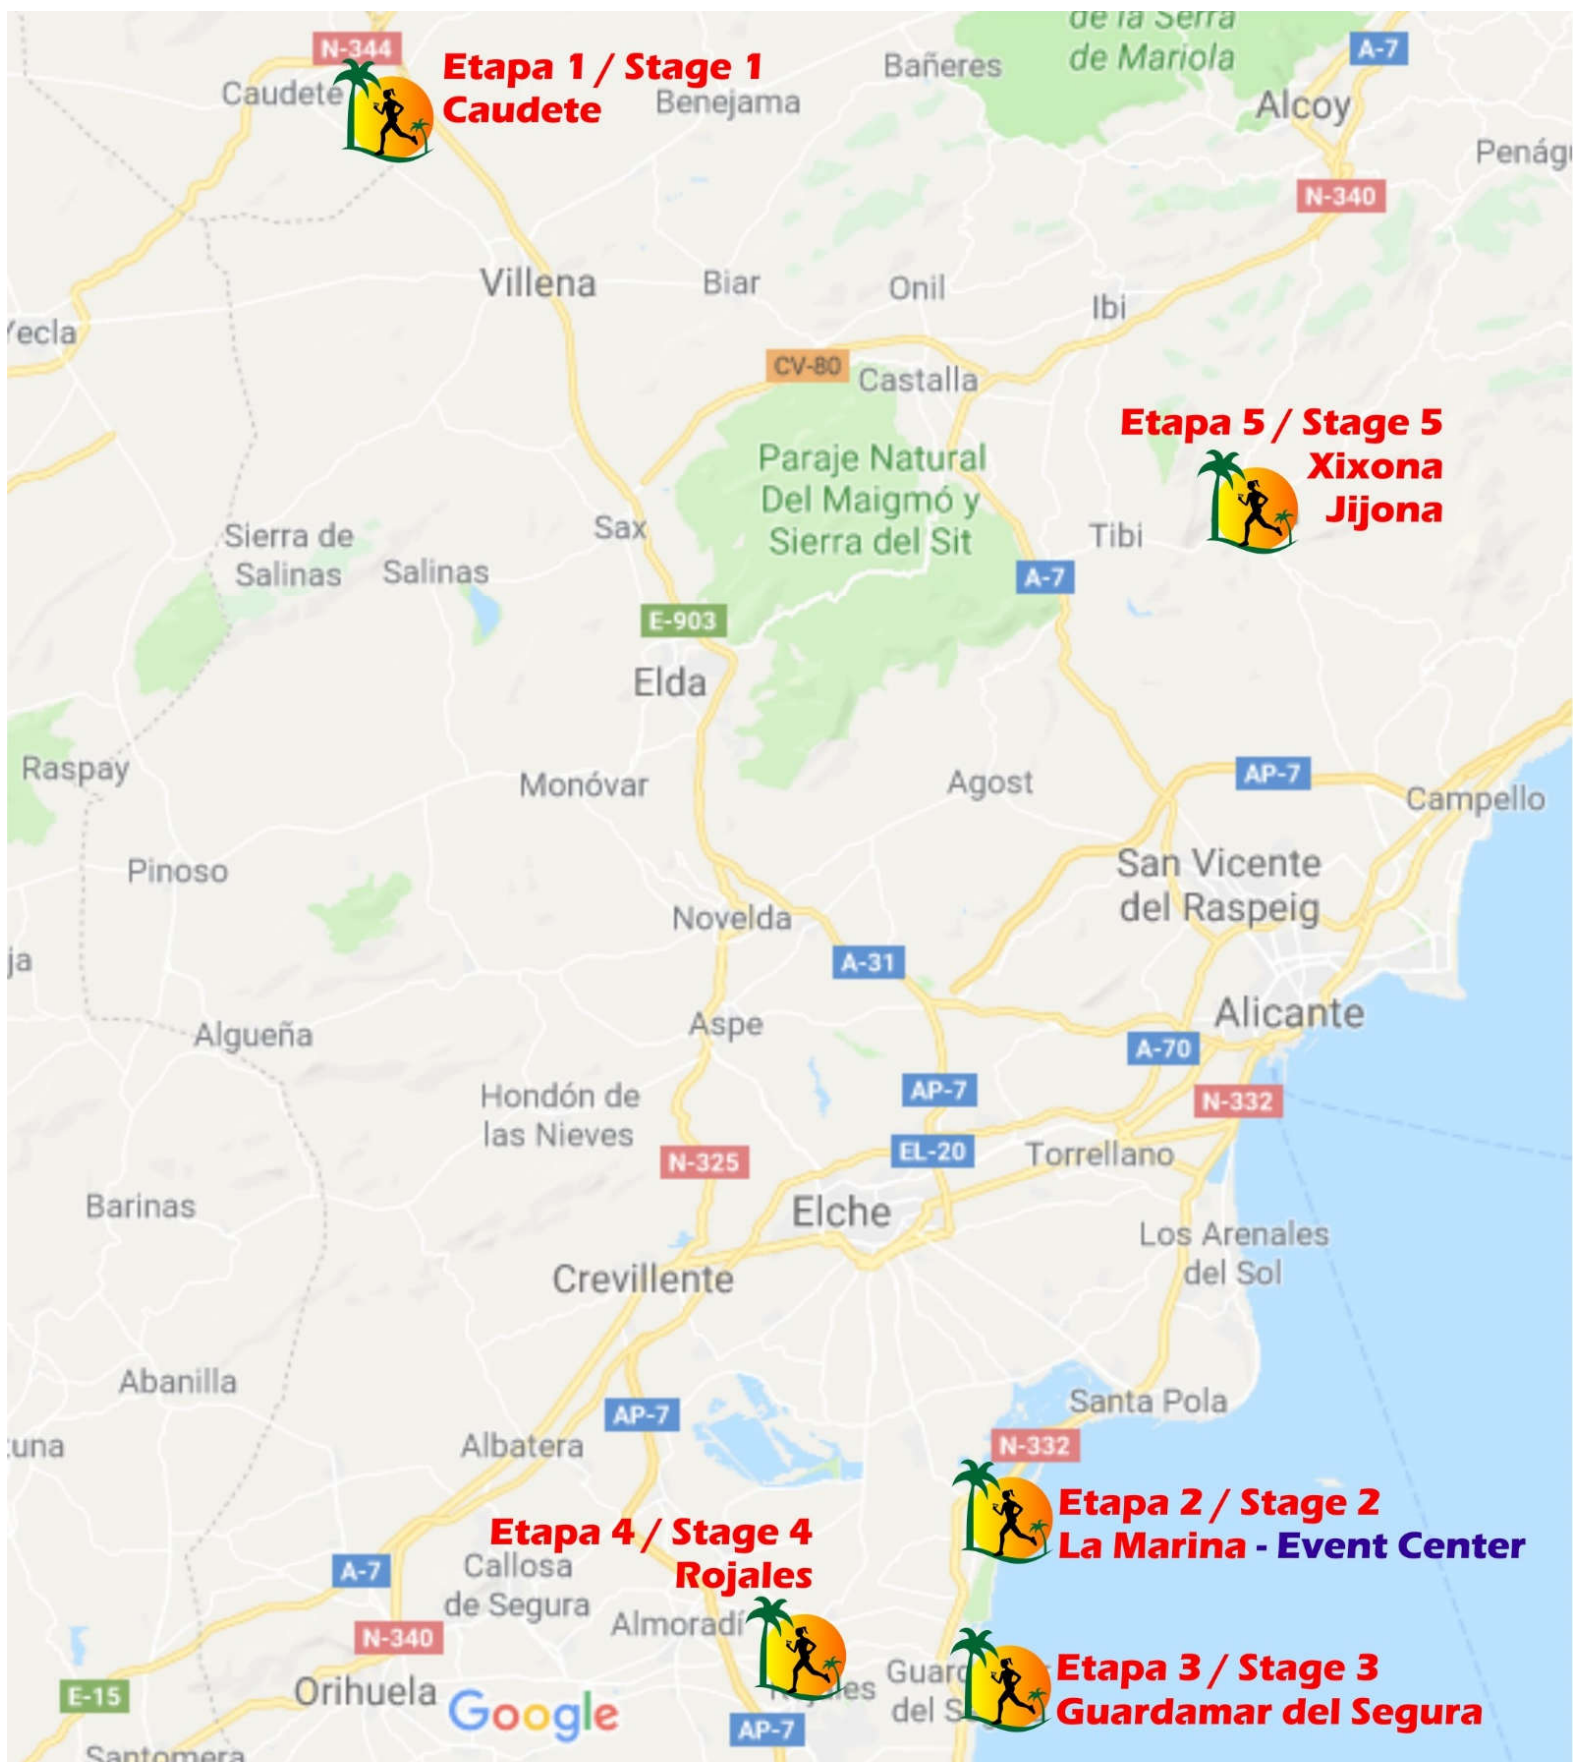 de la Serra
de Mariola
N-344
A-7
Etapa 1 / Stage 1
Caudete
Bañeres
Caudete
Benejama
Alcoy
N-340
Villena
Biar
Onil
Ibi
CV-80
Castalla
Etapa 5 / Stage 5
Xixona
Jijona
Paraje Natural
Del Maigmó y
Sierra del Sit
Sax
Tibi
Sierra de
Salinas
Salinas
A-7
E-903
Elda
Raspay
Monóvar
Agost
AP-7
Campello
Pinoso
San Vicente
del Raspeig
Novelda
A-31
Algueña
Aspe
Alicante
A-70
AP-7
N-332
Hondón de
las Nieves
EL-20
Torrellano
N-325
Barinas
Elche
Los Arenales
del Sol
Crevillente
Abanilla
Santa Pola
AP-7
Albatera
N-332
Etapa 2 / Stage 2
La Marina - Event Center
Etapa 4 / Stage 4
Rojales
A-7
Callosa
de Segura
Almoradí
N-340
Etapa 3 / Stage 3
Guardamar del Segura
E-15
Orihuela
Google
del
AP-7
Santomera